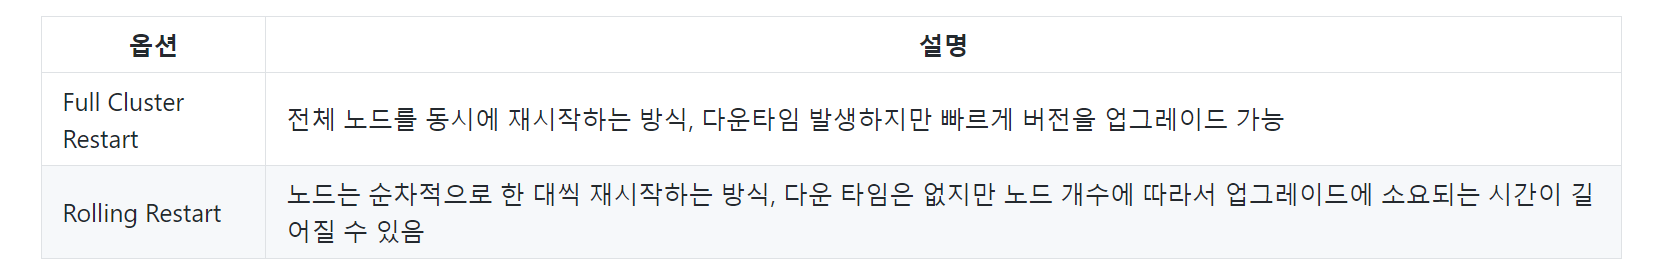 옵션
설명
Full Cluster
Restart
전체 노드를 동시에 재시작하는 방식, 다운타임 발생하지만 빠르게 버전을 업그레이드 가능
Rolling Restart
노드는 순차적으로 한 대씩 재시작하는 방식, 다운 타임은 없지만 노드 개수에 따라서 업그레이드에 소요되는 시간이 길
어질 수 있음